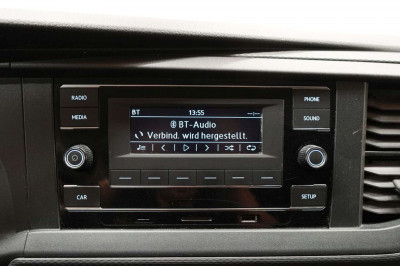 RADIO
MEDIA
CAR
BT 13:55 --:--
BT-Audio
Verbind. wird hergestellt.
PHONE
SOUND
SETUP